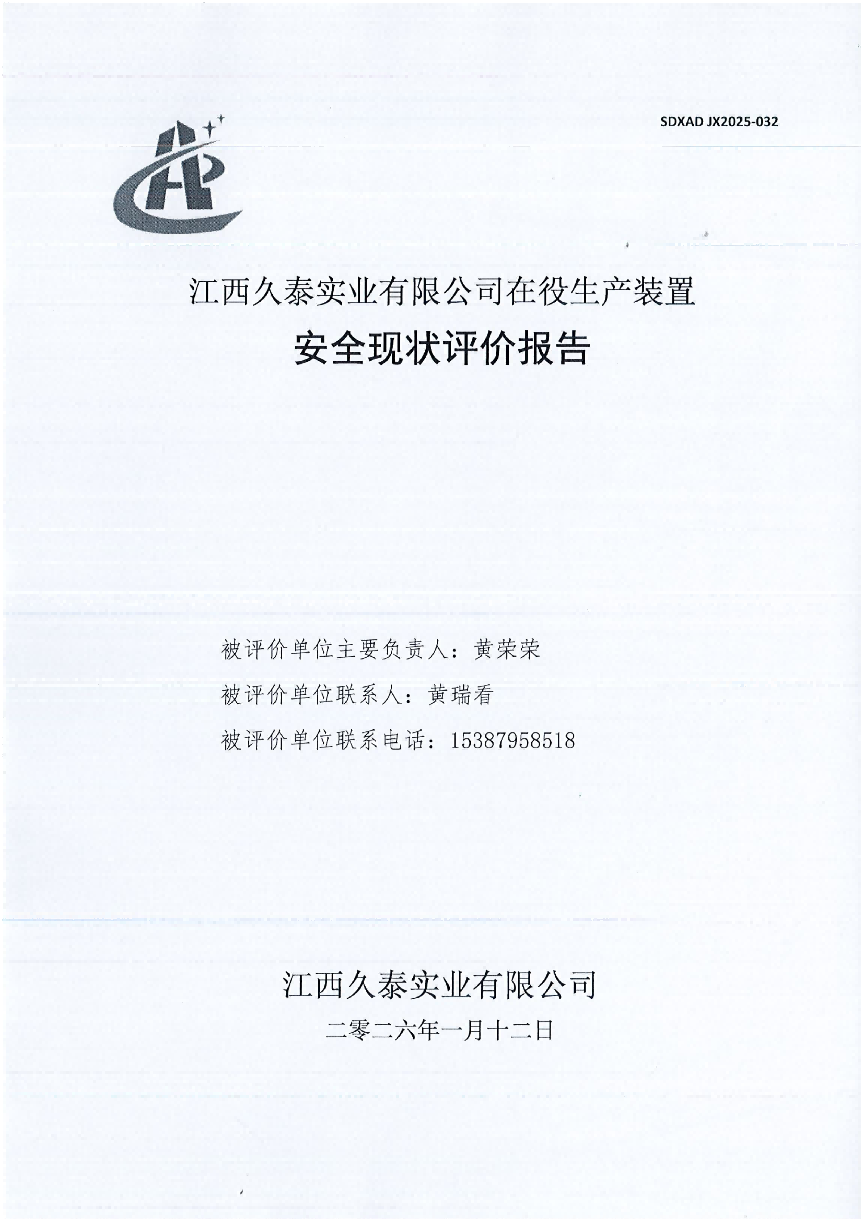 SDXAD JX2025-032
江西久泰实业有限公司在役生产装置
安全现状评价报告
被评价单位主要负责人：黄荣荣
被评价单位联系人：黄瑞看
被评价单位联系电话：15387958518
江西久泰实业有限公司
二零二六年一月十二日